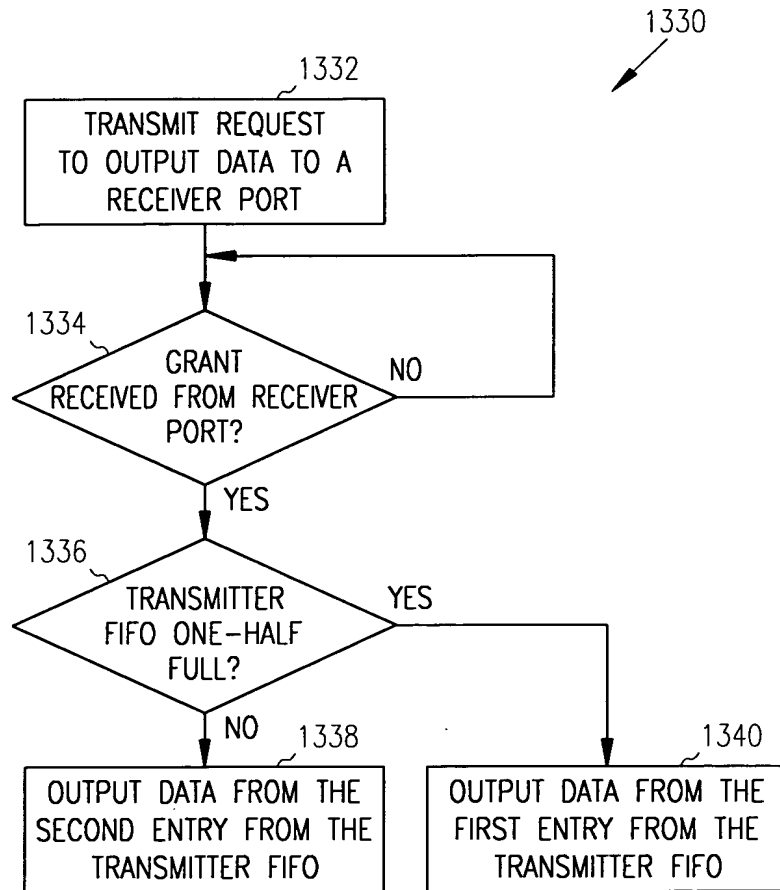 1330
1332
TRANSMIT REQUEST
TO OUTPUT DATA TO A
RECEIVER PORT
1334
GRANT
RECEIVED FROM RECEIVER
PORT?
NO
YES
1336
TRANSMITTER
FIFO ONE-HALF
FULL?
YES
NO
1338
OUTPUT DATA FROM THE
SECOND ENTRY FROM THE
TRANSMITTER FIFO
1340
OUTPUT DATA FROM THE
FIRST ENTRY FROM THE
TRANSMITTER FIFO